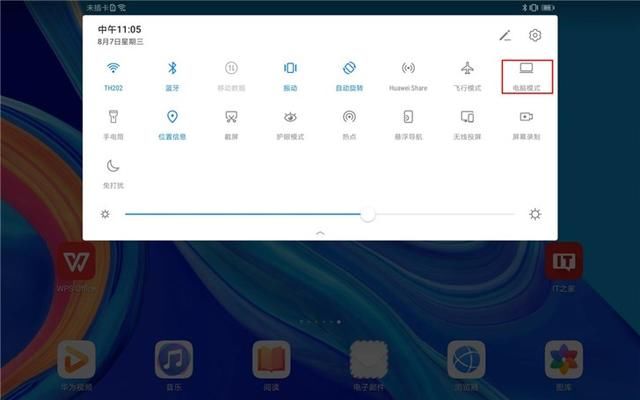 未插卡
中午11:05
8月7日星期三
TH202
蓝牙
移动数据
振动
自动旋转
Huawei Share
飞行模式
电脑模式
手电筒
位置信息
截屏
护眼模式
热点
悬浮导航
无线投屏
屏幕录制
免打扰
WPS Office
IT
IT之家
华为视频
音乐
阅读
电子邮件
浏览器
图库